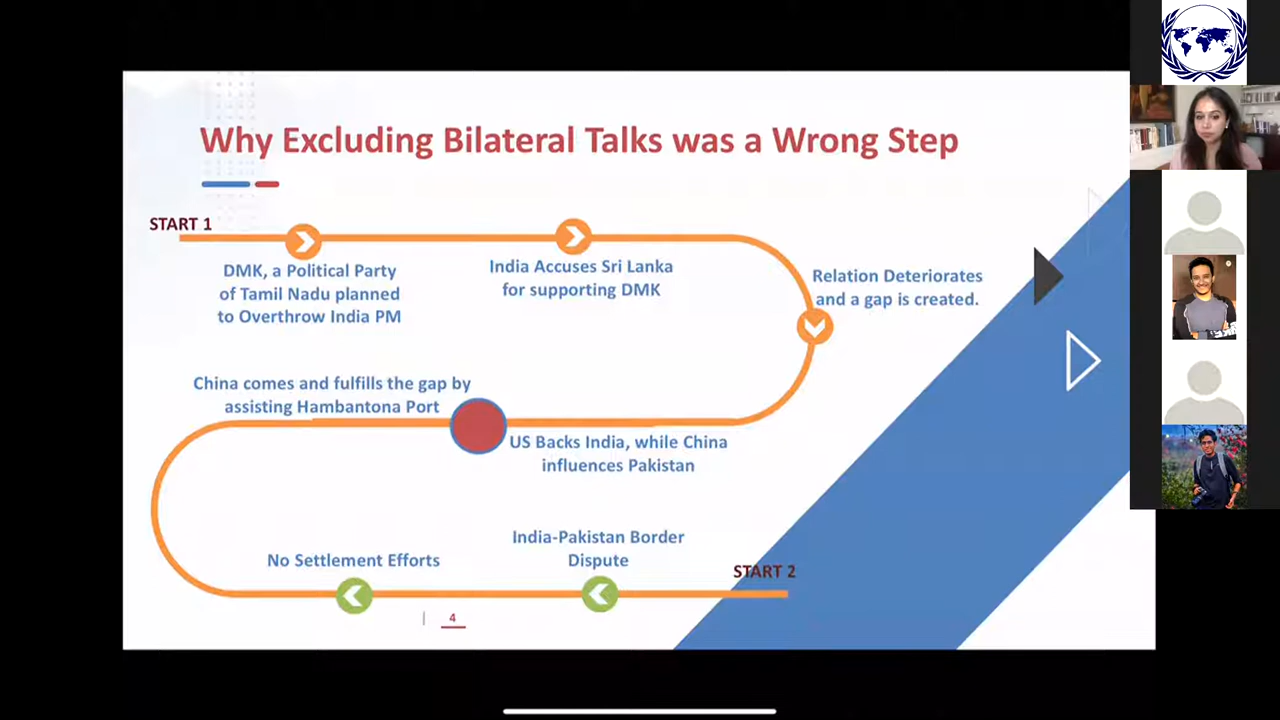 Why Excluding Bilateral Talks was a Wrong Step
START 1
DMK, a Political Party
of Tamil Nadu planned
to Overthrow India PM
India Accuses Sri Lanka
for supporting DMK
Relation Deteriorates
and a gap is created.
China comes and fulfills the gap by
assisting Hambantona Port
US Backs India, while China
influences Pakistan
No Settlement Efforts
India-Pakistan Border
Dispute
START 2
4